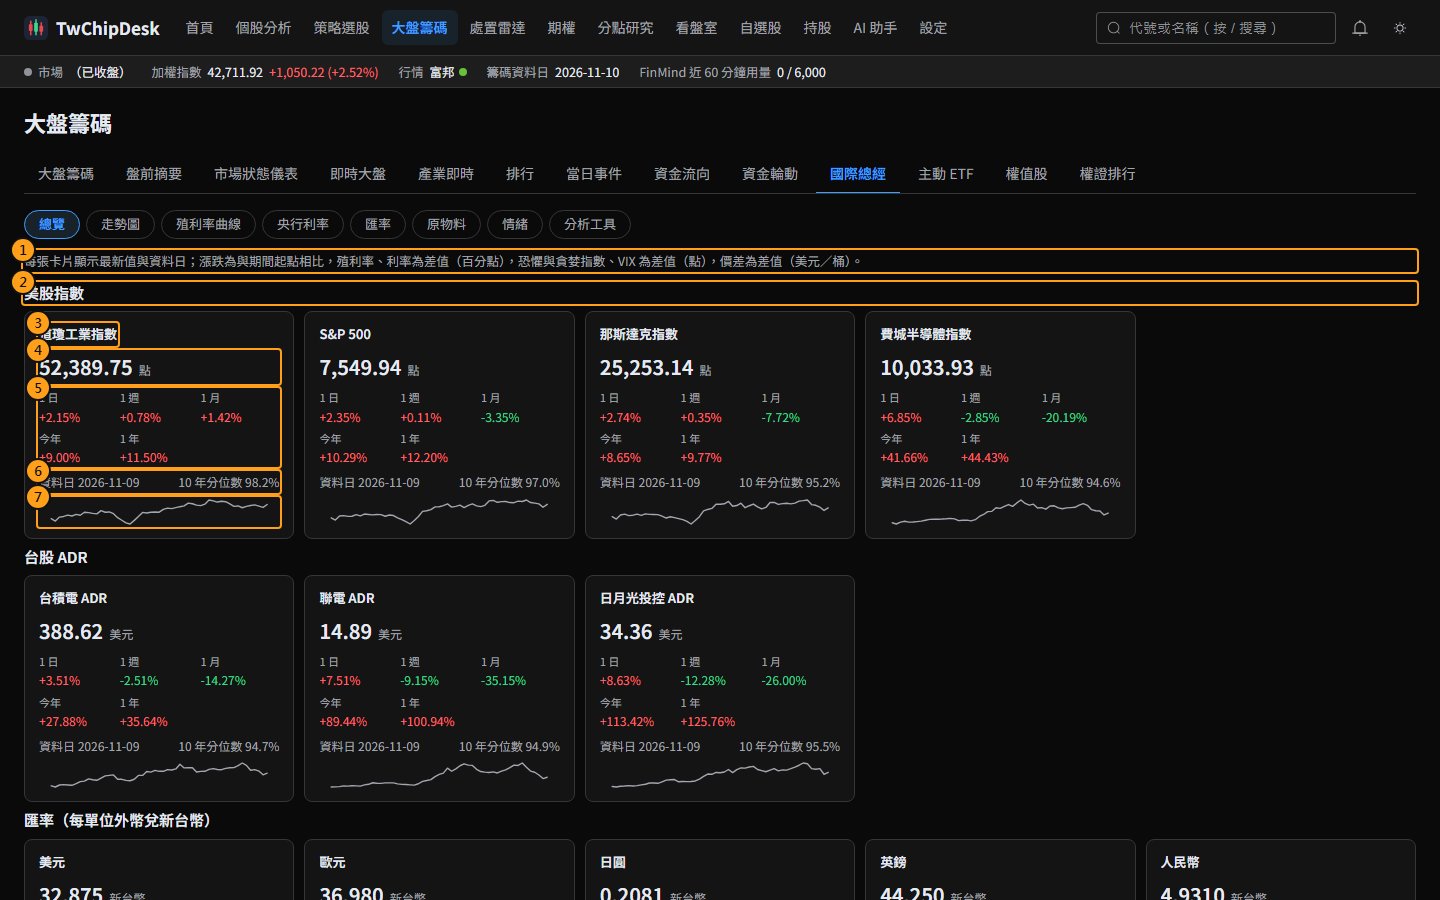 TwChipDesk 首頁 個股分析 策略選股 大盤籌碼 處置雷達 期權 分點研究 看盤室 自選股 持股 AI 助手 設定 代號或名稱（按 / 搜尋）
市場 （已收盤） 加權指數 42,711.92 +1,050.22 (+2.52%) 行情 富邦 籌碼資料日 2026-11-10 FinMind 近 60 分鐘用量 0 / 6,000
大盤籌碼
大盤籌碼 盤前摘要 市場狀態儀表 即時大盤 產業即時 排行 當日事件 資金流向 資金輪動 國際總經 主動 ETF 權值股 權證排行
總覽 走勢圖 殖利率曲線 央行利率 匯率 原物料 情緒 分析工具
1
每張卡片顯示最新值與資料日；漲跌為與期間起點相比，殖利率、利率為差值（百分點），恐懼與貪婪指數、VIX 為差值（點），價差為差值（美元／桶）。
2
美股指數
3
瓊工業指數 S&P 500 那斯達克指數 費城半導體指數
4
52,389.75 點 7,549.94 點 25,253.14 點 10,033.93 點
5
1 日 1 週 1 月 1 日 1 週 1 月 1 日 1 週 1 月 1 日 1 週 1 月
+2.15% +0.78% +1.42% +2.35% +0.11% -3.35% +2.74% +0.35% -7.72% +6.85% -2.85% -20.19%
今年 1 年 今年 1 年 今年 1 年 今年 1 年
+9.00% +11.50% +10.29% +12.20% +8.65% +9.77% +41.66% +44.43%
6
資料日 2026-11-09 10 年分位數 98.2% 資料日 2026-11-09 10 年分位數 97.0% 資料日 2026-11-09 10 年分位數 95.2% 資料日 2026-11-09 10 年分位數 94.6%
7
台股 ADR
台積電 ADR 聯電 ADR 日月光投控 ADR
388.62 美元 14.89 美元 34.36 美元
1 日 1 週 1 月 1 日 1 週 1 月 1 日 1 週 1 月
+3.51% -2.51% -14.27% +7.51% -9.15% -35.15% +8.63% -12.28% -26.00%
今年 1 年 今年 1 年 今年 1 年
+27.88% +35.64% +89.44% +100.94% +113.42% +125.76%
資料日 2026-11-09 10 年分位數 94.7% 資料日 2026-11-09 10 年分位數 94.9% 資料日 2026-11-09 10 年分位數 95.5%
匯率（每單位外幣兌新台幣）
美元 歐元 日圓 英鎊 人民幣
32.875 新台幣 36.980 新台幣 0.2081 新台幣 44.250 新台幣 4.9310 新台幣